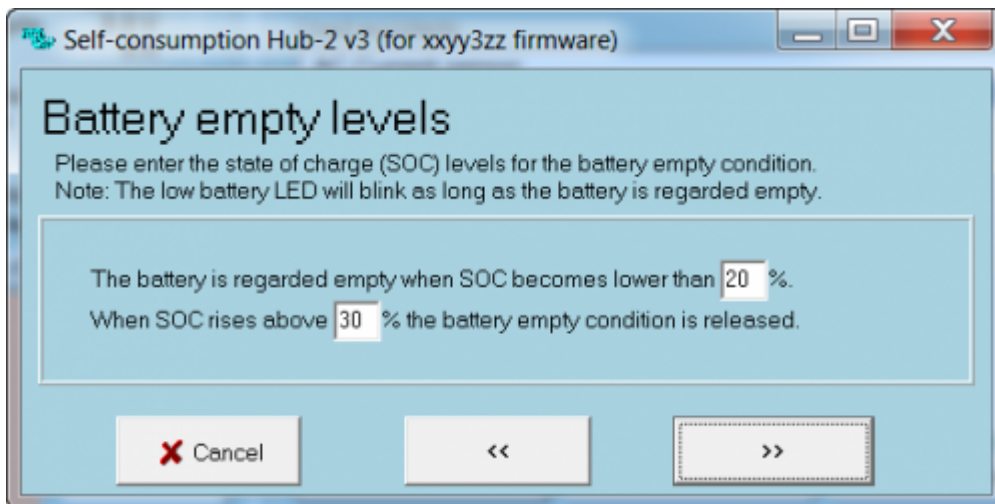 Self-consumption Hub-2 v3 (for xxyy3zz firmware)
Battery empty levels
Please enter the state of charge (SOC) levels for the battery empty condition.
Note: The low battery LED will blink as long as the battery is regarded empty.
The battery is regarded empty when SOC becomes lower than 20 %.
When SOC rises above 30 % the battery empty condition is released.
Cancel
<<
>>